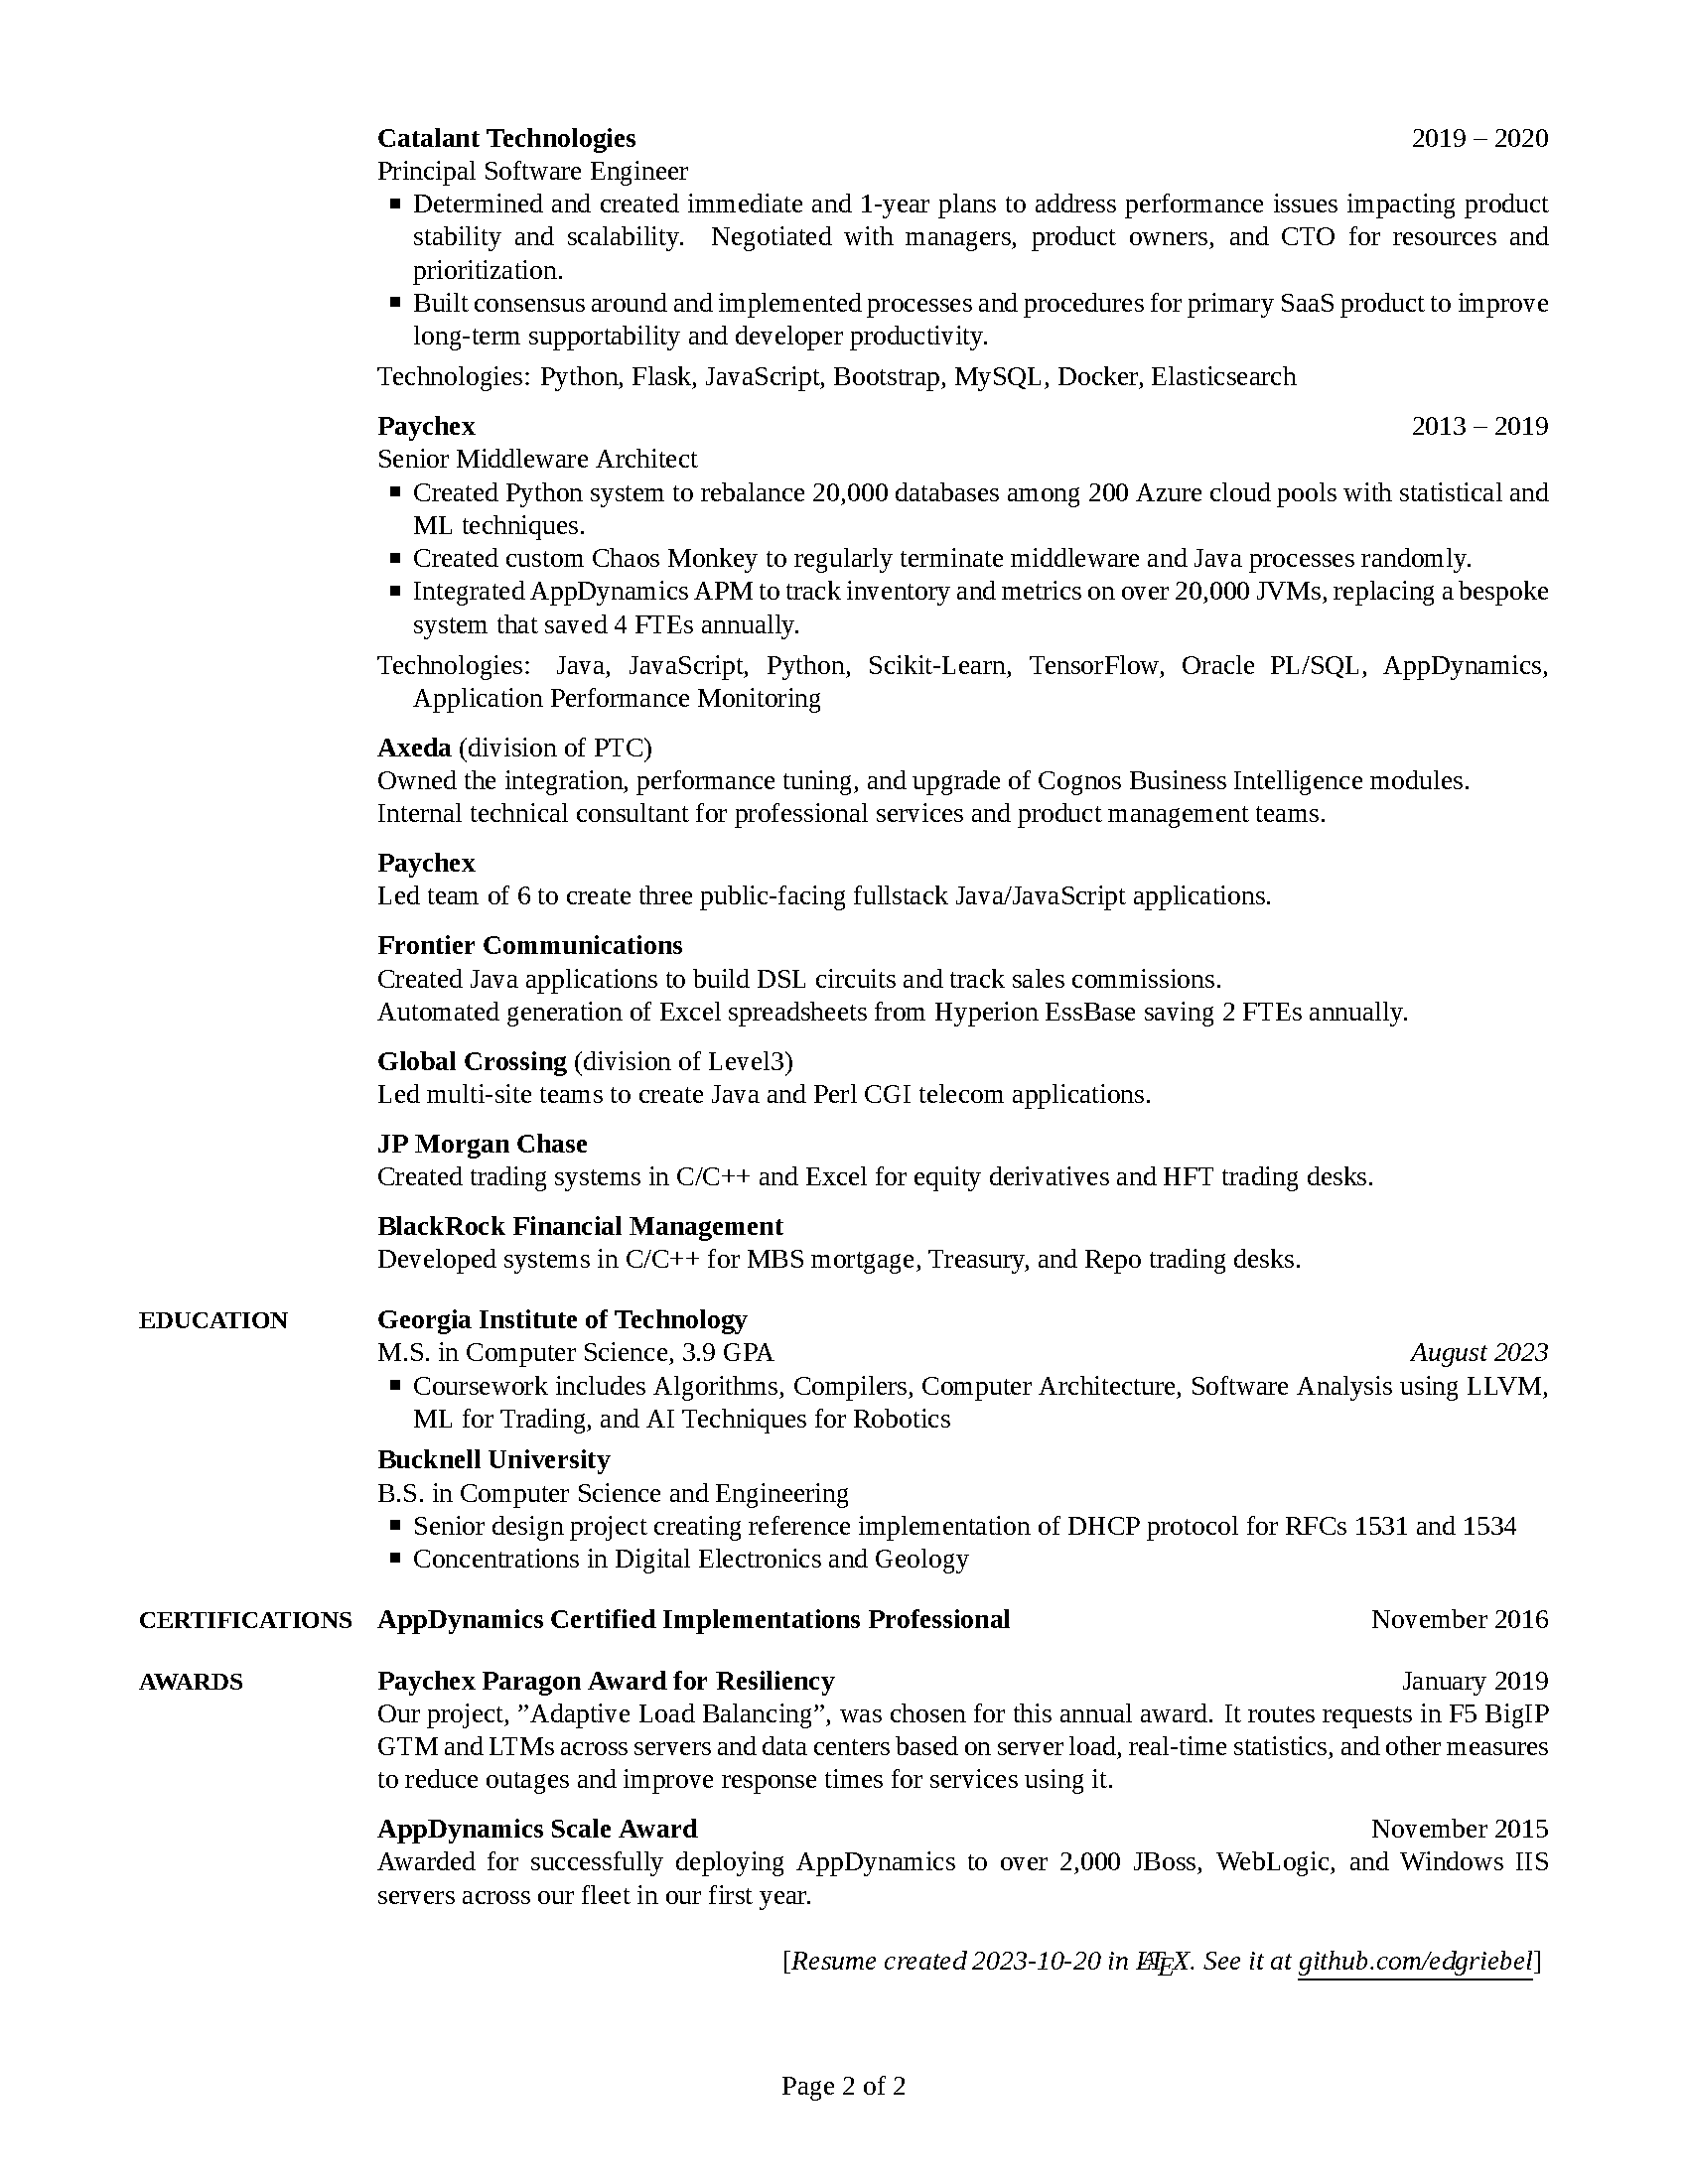 Catalant Technologies 2019 – 2020
Principal Software Engineer
▪ Determined and created immediate and 1-year plans to address performance issues impacting product
stability and scalability. Negotiated with managers, product owners, and CTO for resources and
prioritization.
▪ Built consensus around and implemented processes and procedures for primary SaaS product to improve
long-term supportability and developer productivity.
Technologies: Python, Flask, JavaScript, Bootstrap, MySQL, Docker, Elasticsearch
Paychex 2013 – 2019
Senior Middleware Architect
▪ Created Python system to rebalance 20,000 databases among 200 Azure cloud pools with statistical and
ML techniques.
▪ Created custom Chaos Monkey to regularly terminate middleware and Java processes randomly.
▪ Integrated AppDynamics APM to track inventory and metrics on over 20,000 JVMs, replacing a bespoke
system that saved 4 FTEs annually.
Technologies: Java, JavaScript, Python, Scikit-Learn, TensorFlow, Oracle PL/SQL, AppDynamics,
Application Performance Monitoring
Axeda (division of PTC)
Owned the integration, performance tuning, and upgrade of Cognos Business Intelligence modules.
Internal technical consultant for professional services and product management teams.
Paychex
Led team of 6 to create three public-facing fullstack Java/JavaScript applications.
Frontier Communications
Created Java applications to build DSL circuits and track sales commissions.
Automated generation of Excel spreadsheets from Hyperion EssBase saving 2 FTEs annually.
Global Crossing (division of Level3)
Led multi-site teams to create Java and Perl CGI telecom applications.
JP Morgan Chase
Created trading systems in C/C++ and Excel for equity derivatives and HFT trading desks.
BlackRock Financial Management
Developed systems in C/C++ for MBS mortgage, Treasury, and Repo trading desks.
EDUCATION Georgia Institute of Technology
M.S. in Computer Science, 3.9 GPA August 2023
▪ Coursework includes Algorithms, Compilers, Computer Architecture, Software Analysis using LLVM,
ML for Trading, and AI Techniques for Robotics
Bucknell University
B.S. in Computer Science and Engineering
▪ Senior design project creating reference implementation of DHCP protocol for RFCs 1531 and 1534
▪ Concentrations in Digital Electronics and Geology
CERTIFICATIONS AppDynamics Certified Implementations Professional November 2016
AWARDS Paychex Paragon Award for Resiliency January 2019
Our project, ”Adaptive Load Balancing”, was chosen for this annual award. It routes requests in F5 BigIP
GTM and LTMs across servers and data centers based on server load, real-time statistics, and other measures
to reduce outages and improve response times for services using it.
AppDynamics Scale Award November 2015
Awarded for successfully deploying AppDynamics to over 2,000 JBoss, WebLogic, and Windows IIS
servers across our fleet in our first year.
[Resume created 2023-10-20 in LATEX. See it at github.com/edgriebel]
Page 2 of 2